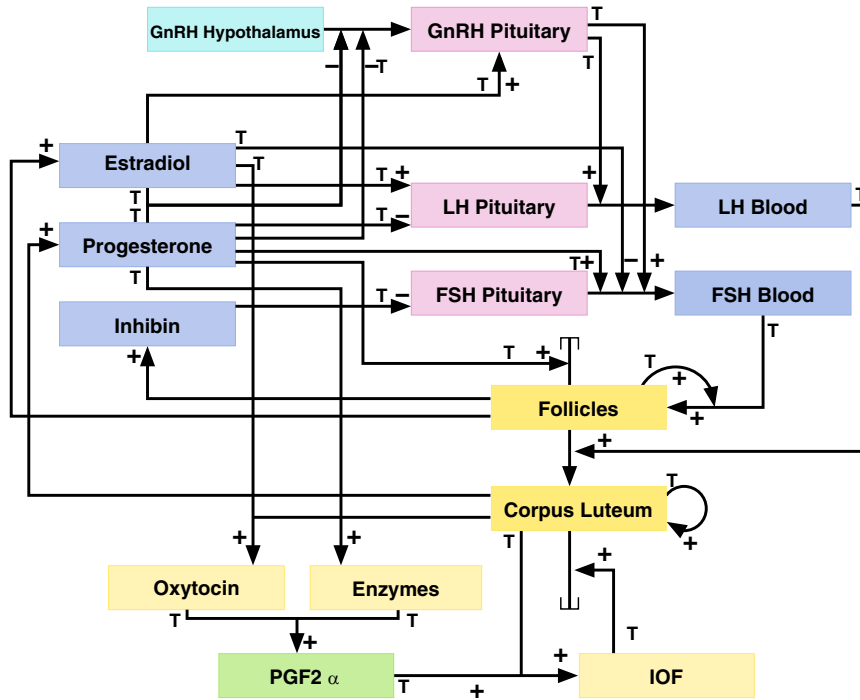 GnRH Hypothalamus
GnRH Pituitary
T
T
– – T
T +
+
Estradiol
T
T
T
T +
LH Pituitary
+
LH Blood
T
T
+
Progesterone
T –
T
T +
–
+
Inhibin
T –
FSH Pituitary
FSH Blood
T
+
T +
T
+
+
Follicles
+
Corpus Luteum
T
+
T
+
+
+
Oxytocin
Enzymes
T
T
+
T
PGF2 α
T
+
+
IOF